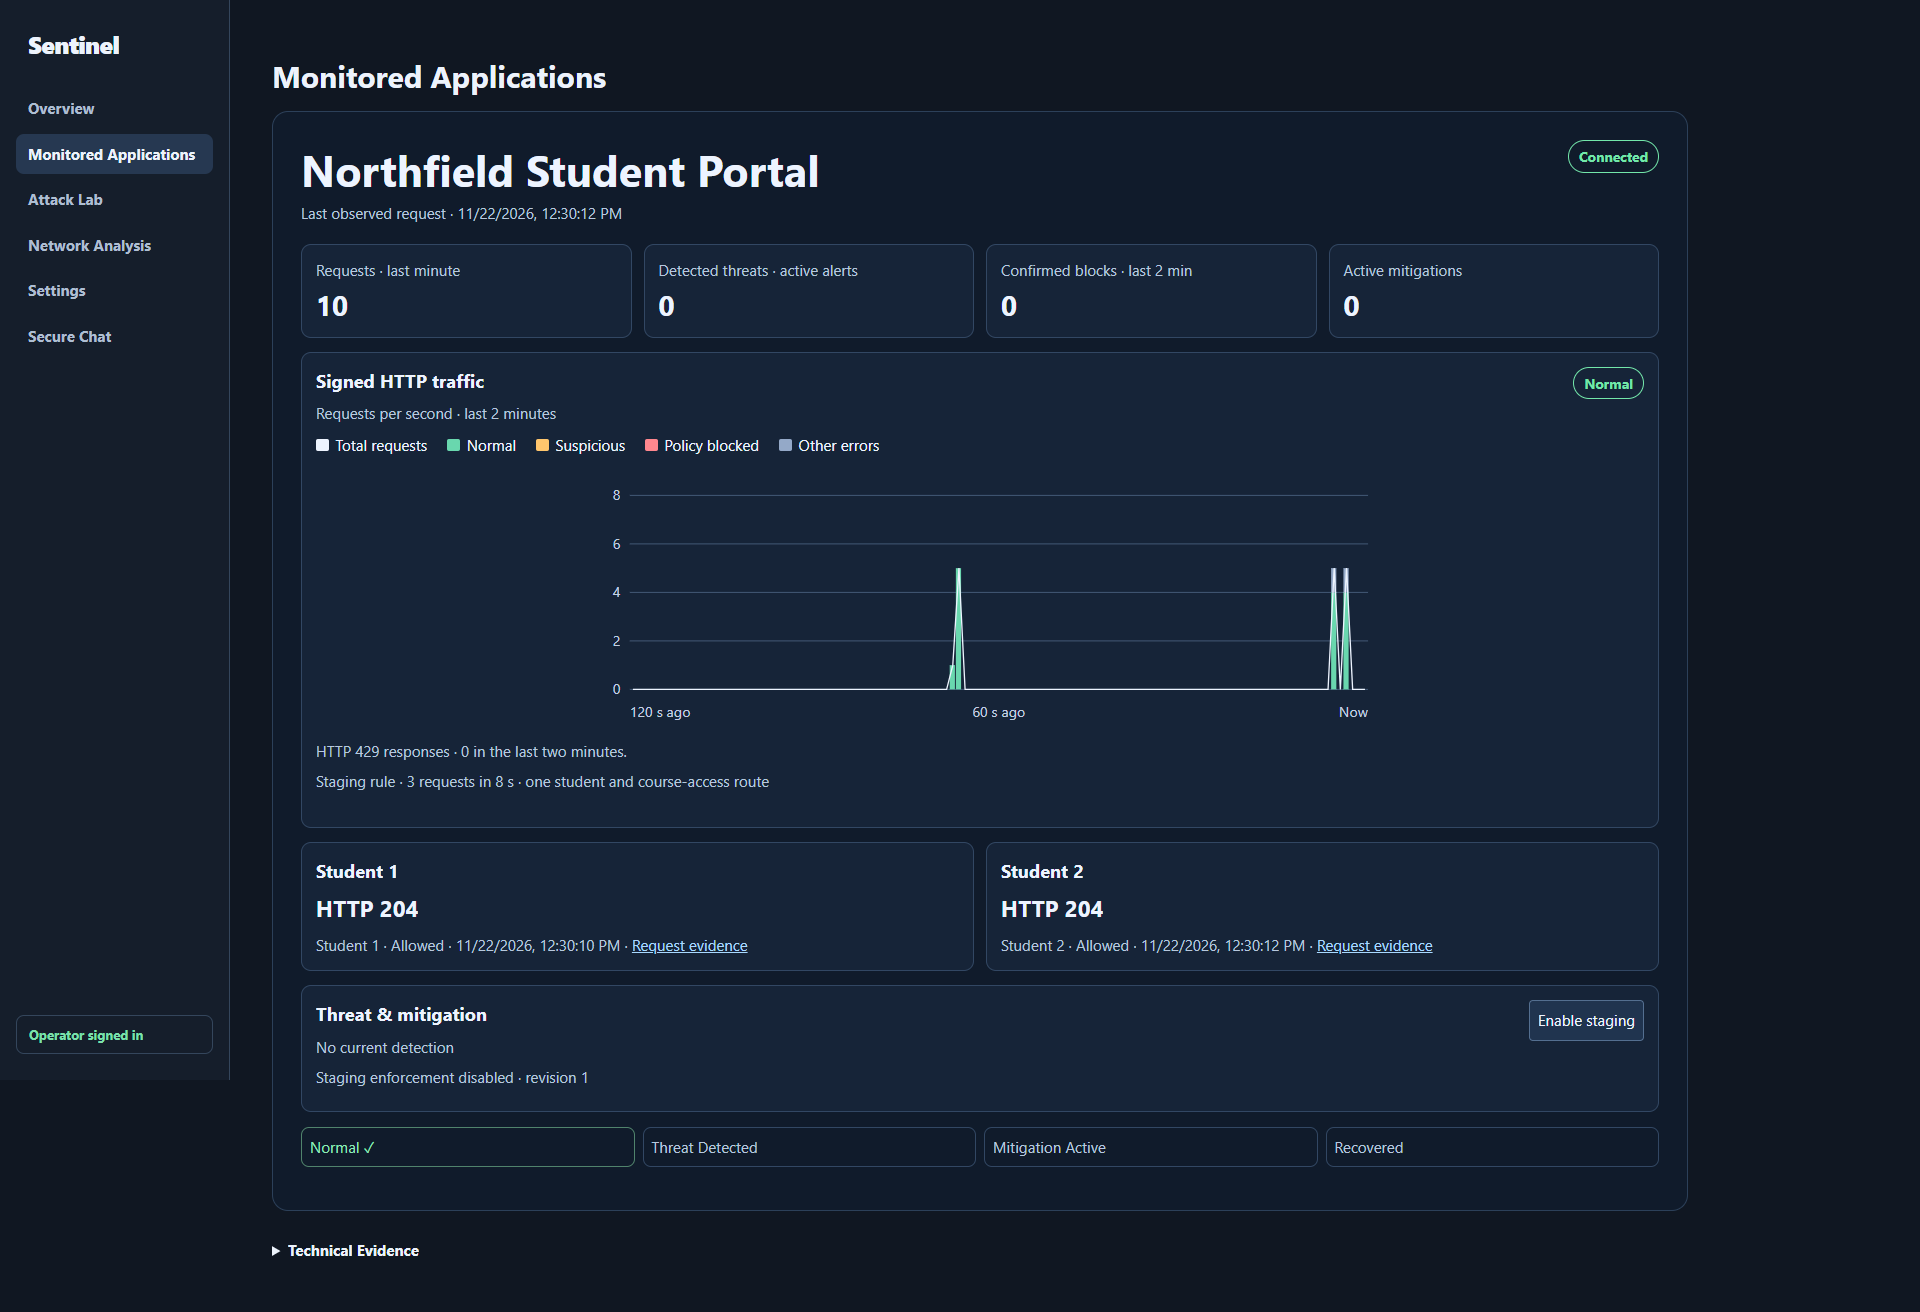 Sentinel
Overview
Monitored Applications
Attack Lab
Network Analysis
Settings
Secure Chat
Operator signed in
Monitored Applications
Northfield Student Portal
Connected
Last observed request · 11/22/2026, 12:30:12 PM
Requests · last minute
10
Detected threats · active alerts
0
Confirmed blocks · last 2 min
0
Active mitigations
0
Signed HTTP traffic
Normal
Requests per second · last 2 minutes
Total requests Normal Suspicious Policy blocked Other errors
8
6
4
2
0
120 s ago 60 s ago Now
HTTP 429 responses · 0 in the last two minutes.
Staging rule · 3 requests in 8 s · one student and course-access route
Student 1
HTTP 204
Student 1 · Allowed · 11/22/2026, 12:30:10 PM · Request evidence
Student 2
HTTP 204
Student 2 · Allowed · 11/22/2026, 12:30:12 PM · Request evidence
Threat & mitigation
Enable staging
No current detection
Staging enforcement disabled · revision 1
Normal ✓
Threat Detected
Mitigation Active
Recovered
▶ Technical Evidence